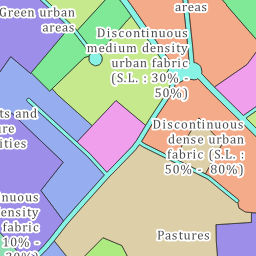 areas
Green urban
areas
Discontinuous
medium density
urban fabric
(S.L. : 30% -
50%)
ts and
ure
ities
Discontinuous
dense urban
fabric (S.L. :
50% -  80%)
nuous
ensity
fabric
10% -
Pastures